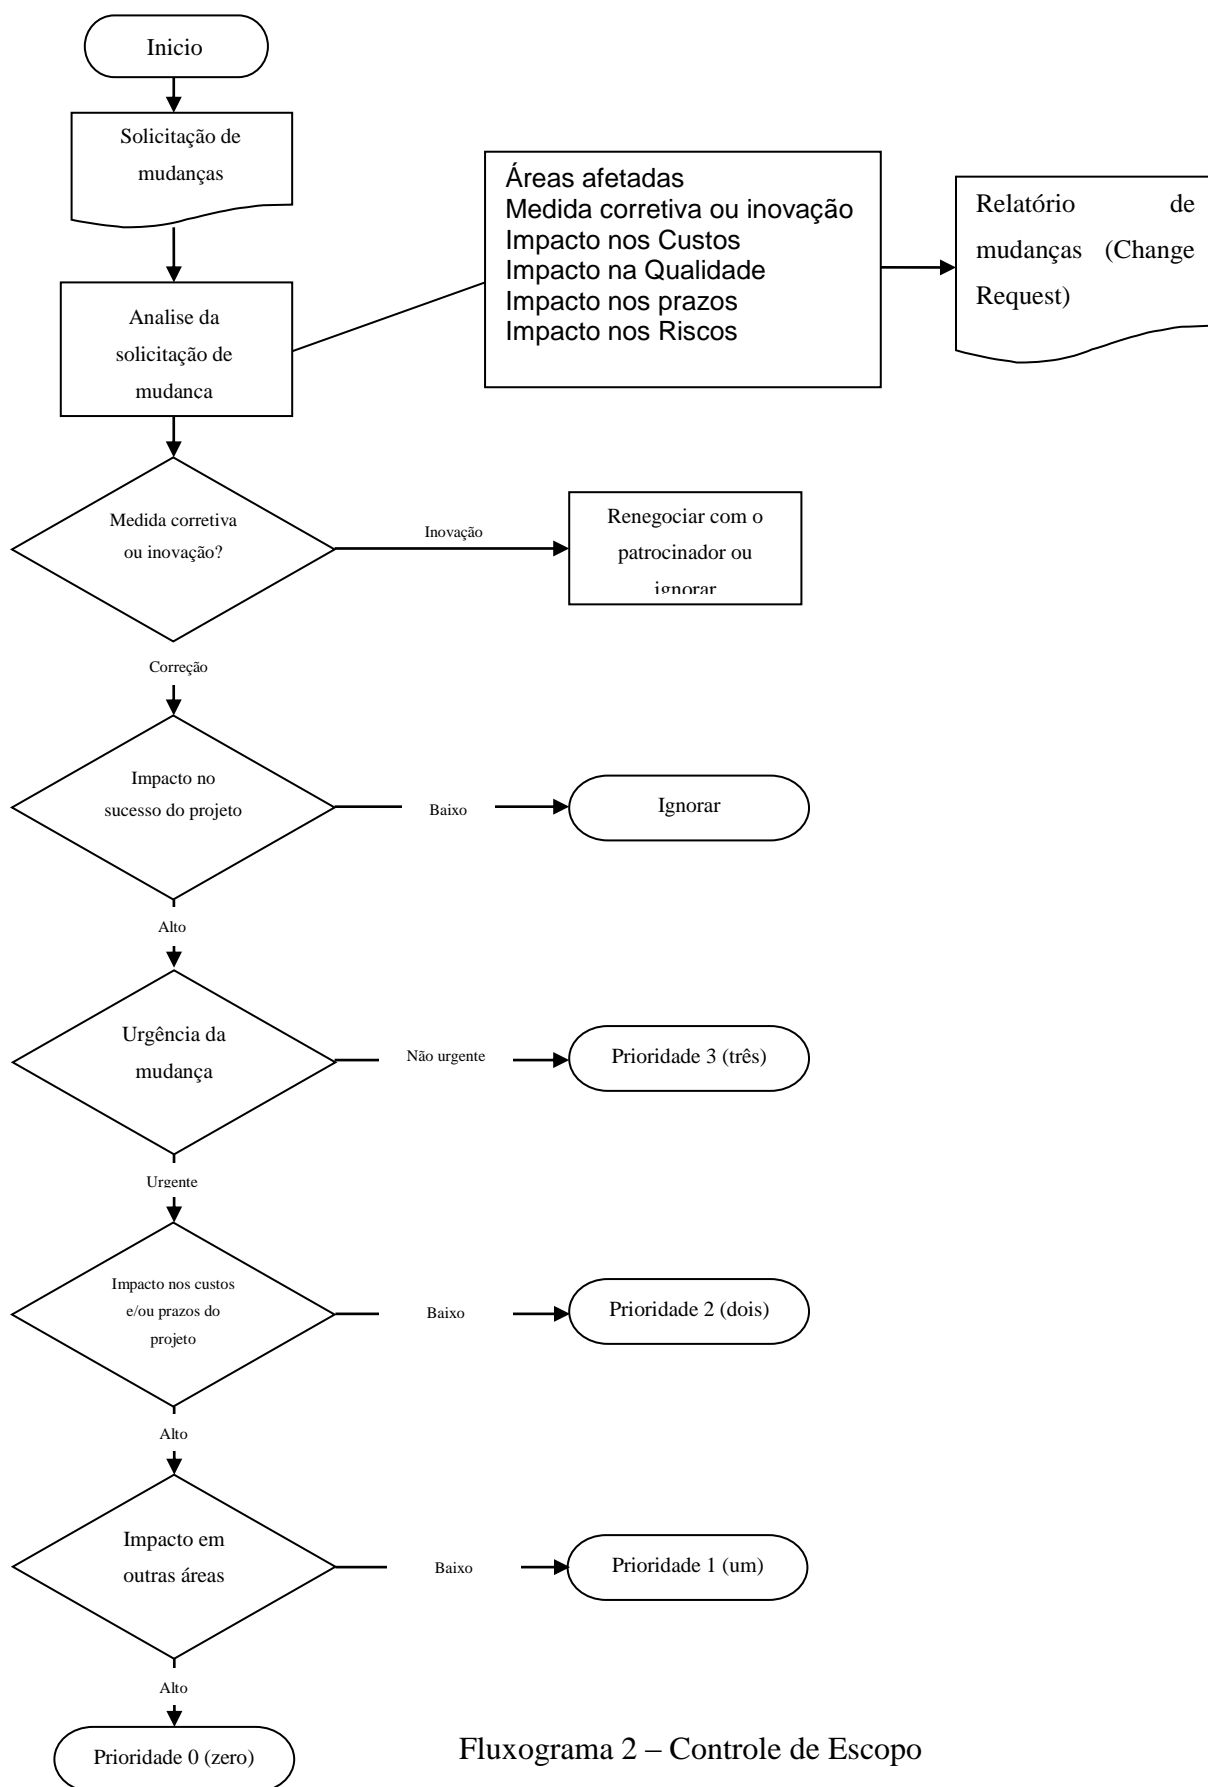 Inicio
Solicitação de
mudanças
Áreas afetadas
Medida corretiva ou inovação
Impacto nos Custos
Impacto na Qualidade
Impacto nos prazos
Impacto nos Riscos
Relatório de
mudanças (Change
Request)
Analise da
solicitação de
mudança
Medida corretiva
ou inovação?
Inovação
Renegociar com o
patrocinador ou
ignorar
Correção
Impacto no
sucesso do projeto
Baixo
Ignorar
Alto
Urgência da
mudança
Não urgente
Prioridade 3 (três)
Urgente
Impacto nos custos
e/ou prazos do
projeto
Baixo
Prioridade 2 (dois)
Alto
Impacto em
outras áreas
Baixo
Prioridade 1 (um)
Alto
Prioridade 0 (zero)
Fluxograma 2 – Controle de Escopo